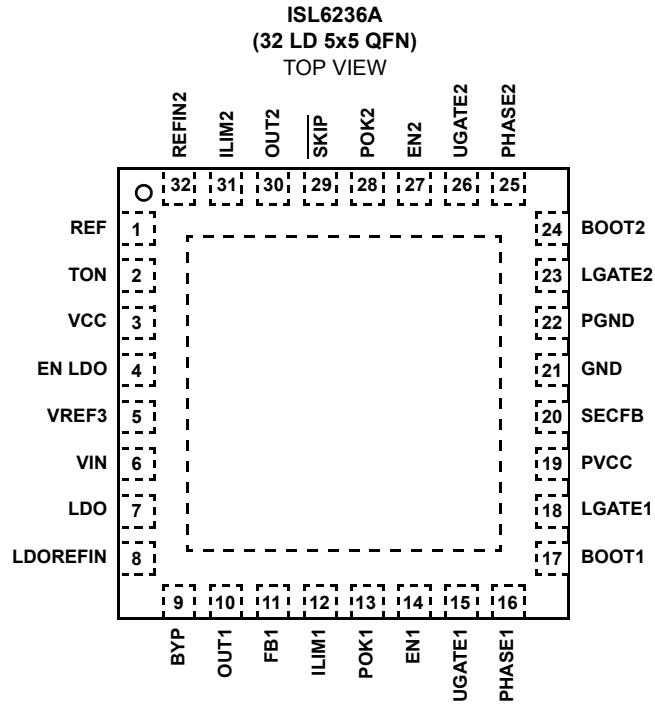 ISL6236A
(32 LD 5x5 QFN)
TOP VIEW
REFIN2
ILIM2
OUT2
SKIP
POK2
EN2
UGATE2
PHASE2
32 31 30 29 28 27 26 25
REF 1
TON 2
VCC 3
EN LDO 4
VREF3 5
VIN 6
LDO 7
LDOREFIN 8
24 BOOT2
23 LGATE2
22 PGND
21 GND
20 SECFB
19 PVCC
18 LGATE1
17 BOOT1
9 10 11 12 13 14 15 16
BYP
OUT1
FB1
ILIM1
POK1
EN1
UGATE1
PHASE1